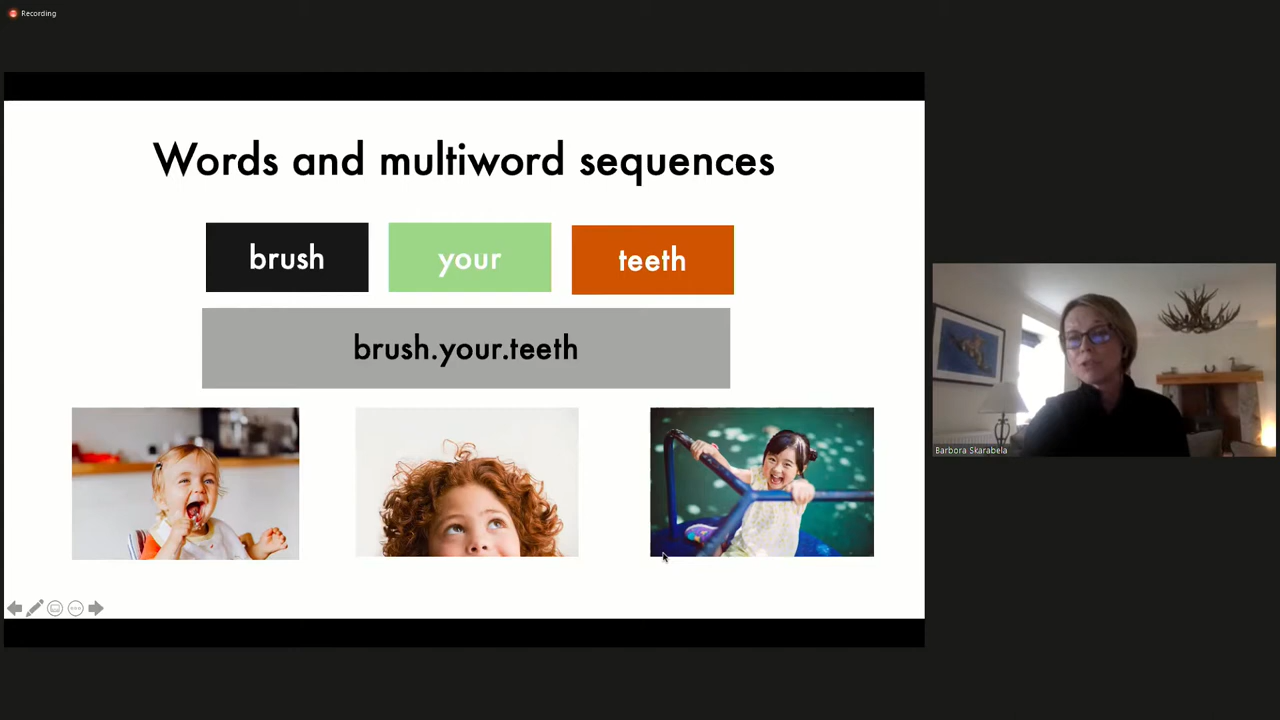 Recording
Words and multiword sequences
brush your teeth
brush.your.teeth
Barbora Skarabela